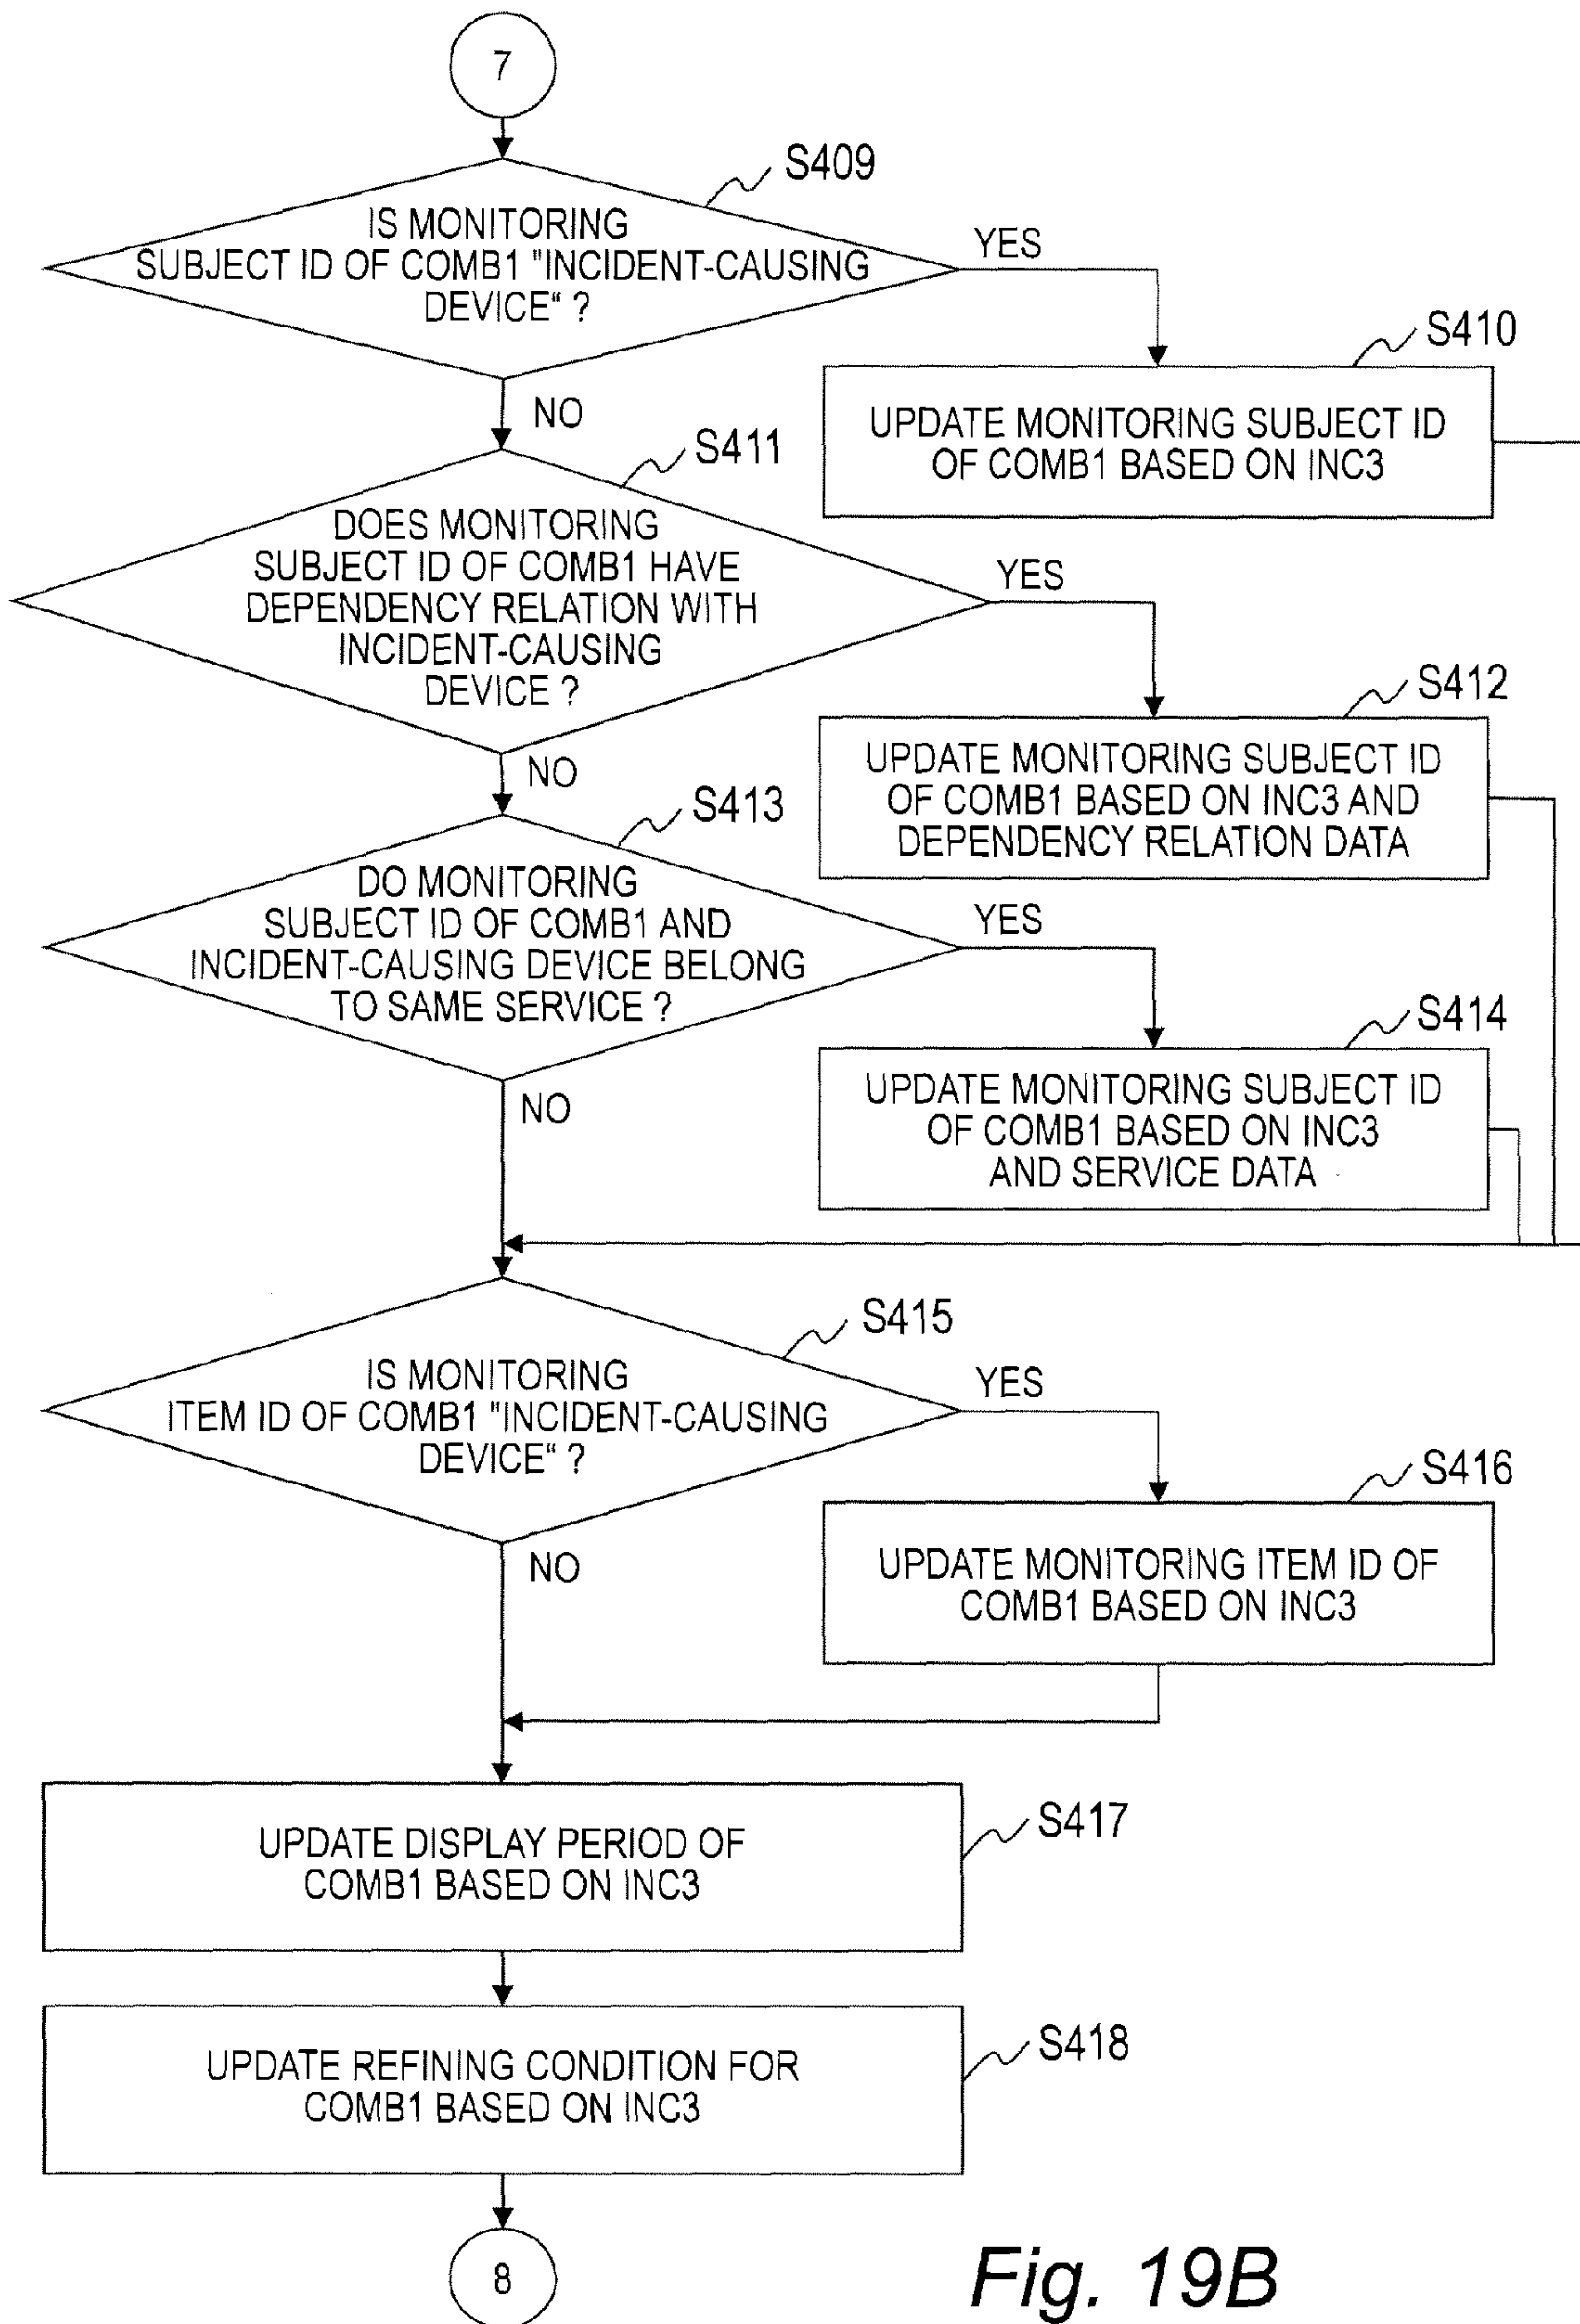 7
S409
IS MONITORING
SUBJECT ID OF COMB1 "INCIDENT-CAUSING
DEVICE" ?
YES
NO
S410
UPDATE MONITORING SUBJECT ID
OF COMB1 BASED ON INC3
S411
DOES MONITORING
SUBJECT ID OF COMB1 HAVE
DEPENDENCY RELATION WITH
INCIDENT-CAUSING
DEVICE ?
YES
NO
S412
UPDATE MONITORING SUBJECT ID
OF COMB1 BASED ON INC3 AND
DEPENDENCY RELATION DATA
S413
DO MONITORING
SUBJECT ID OF COMB1 AND
INCIDENT-CAUSING DEVICE BELONG
TO SAME SERVICE ?
YES
NO
S414
UPDATE MONITORING SUBJECT ID
OF COMB1 BASED ON INC3
AND SERVICE DATA
S415
IS MONITORING
ITEM ID OF COMB1 "INCIDENT-CAUSING
DEVICE" ?
YES
NO
S416
UPDATE MONITORING ITEM ID OF
COMB1 BASED ON INC3
S417
UPDATE DISPLAY PERIOD OF
COMB1 BASED ON INC3
S418
UPDATE REFINING CONDITION FOR
COMB1 BASED ON INC3
8
Fig. 19B